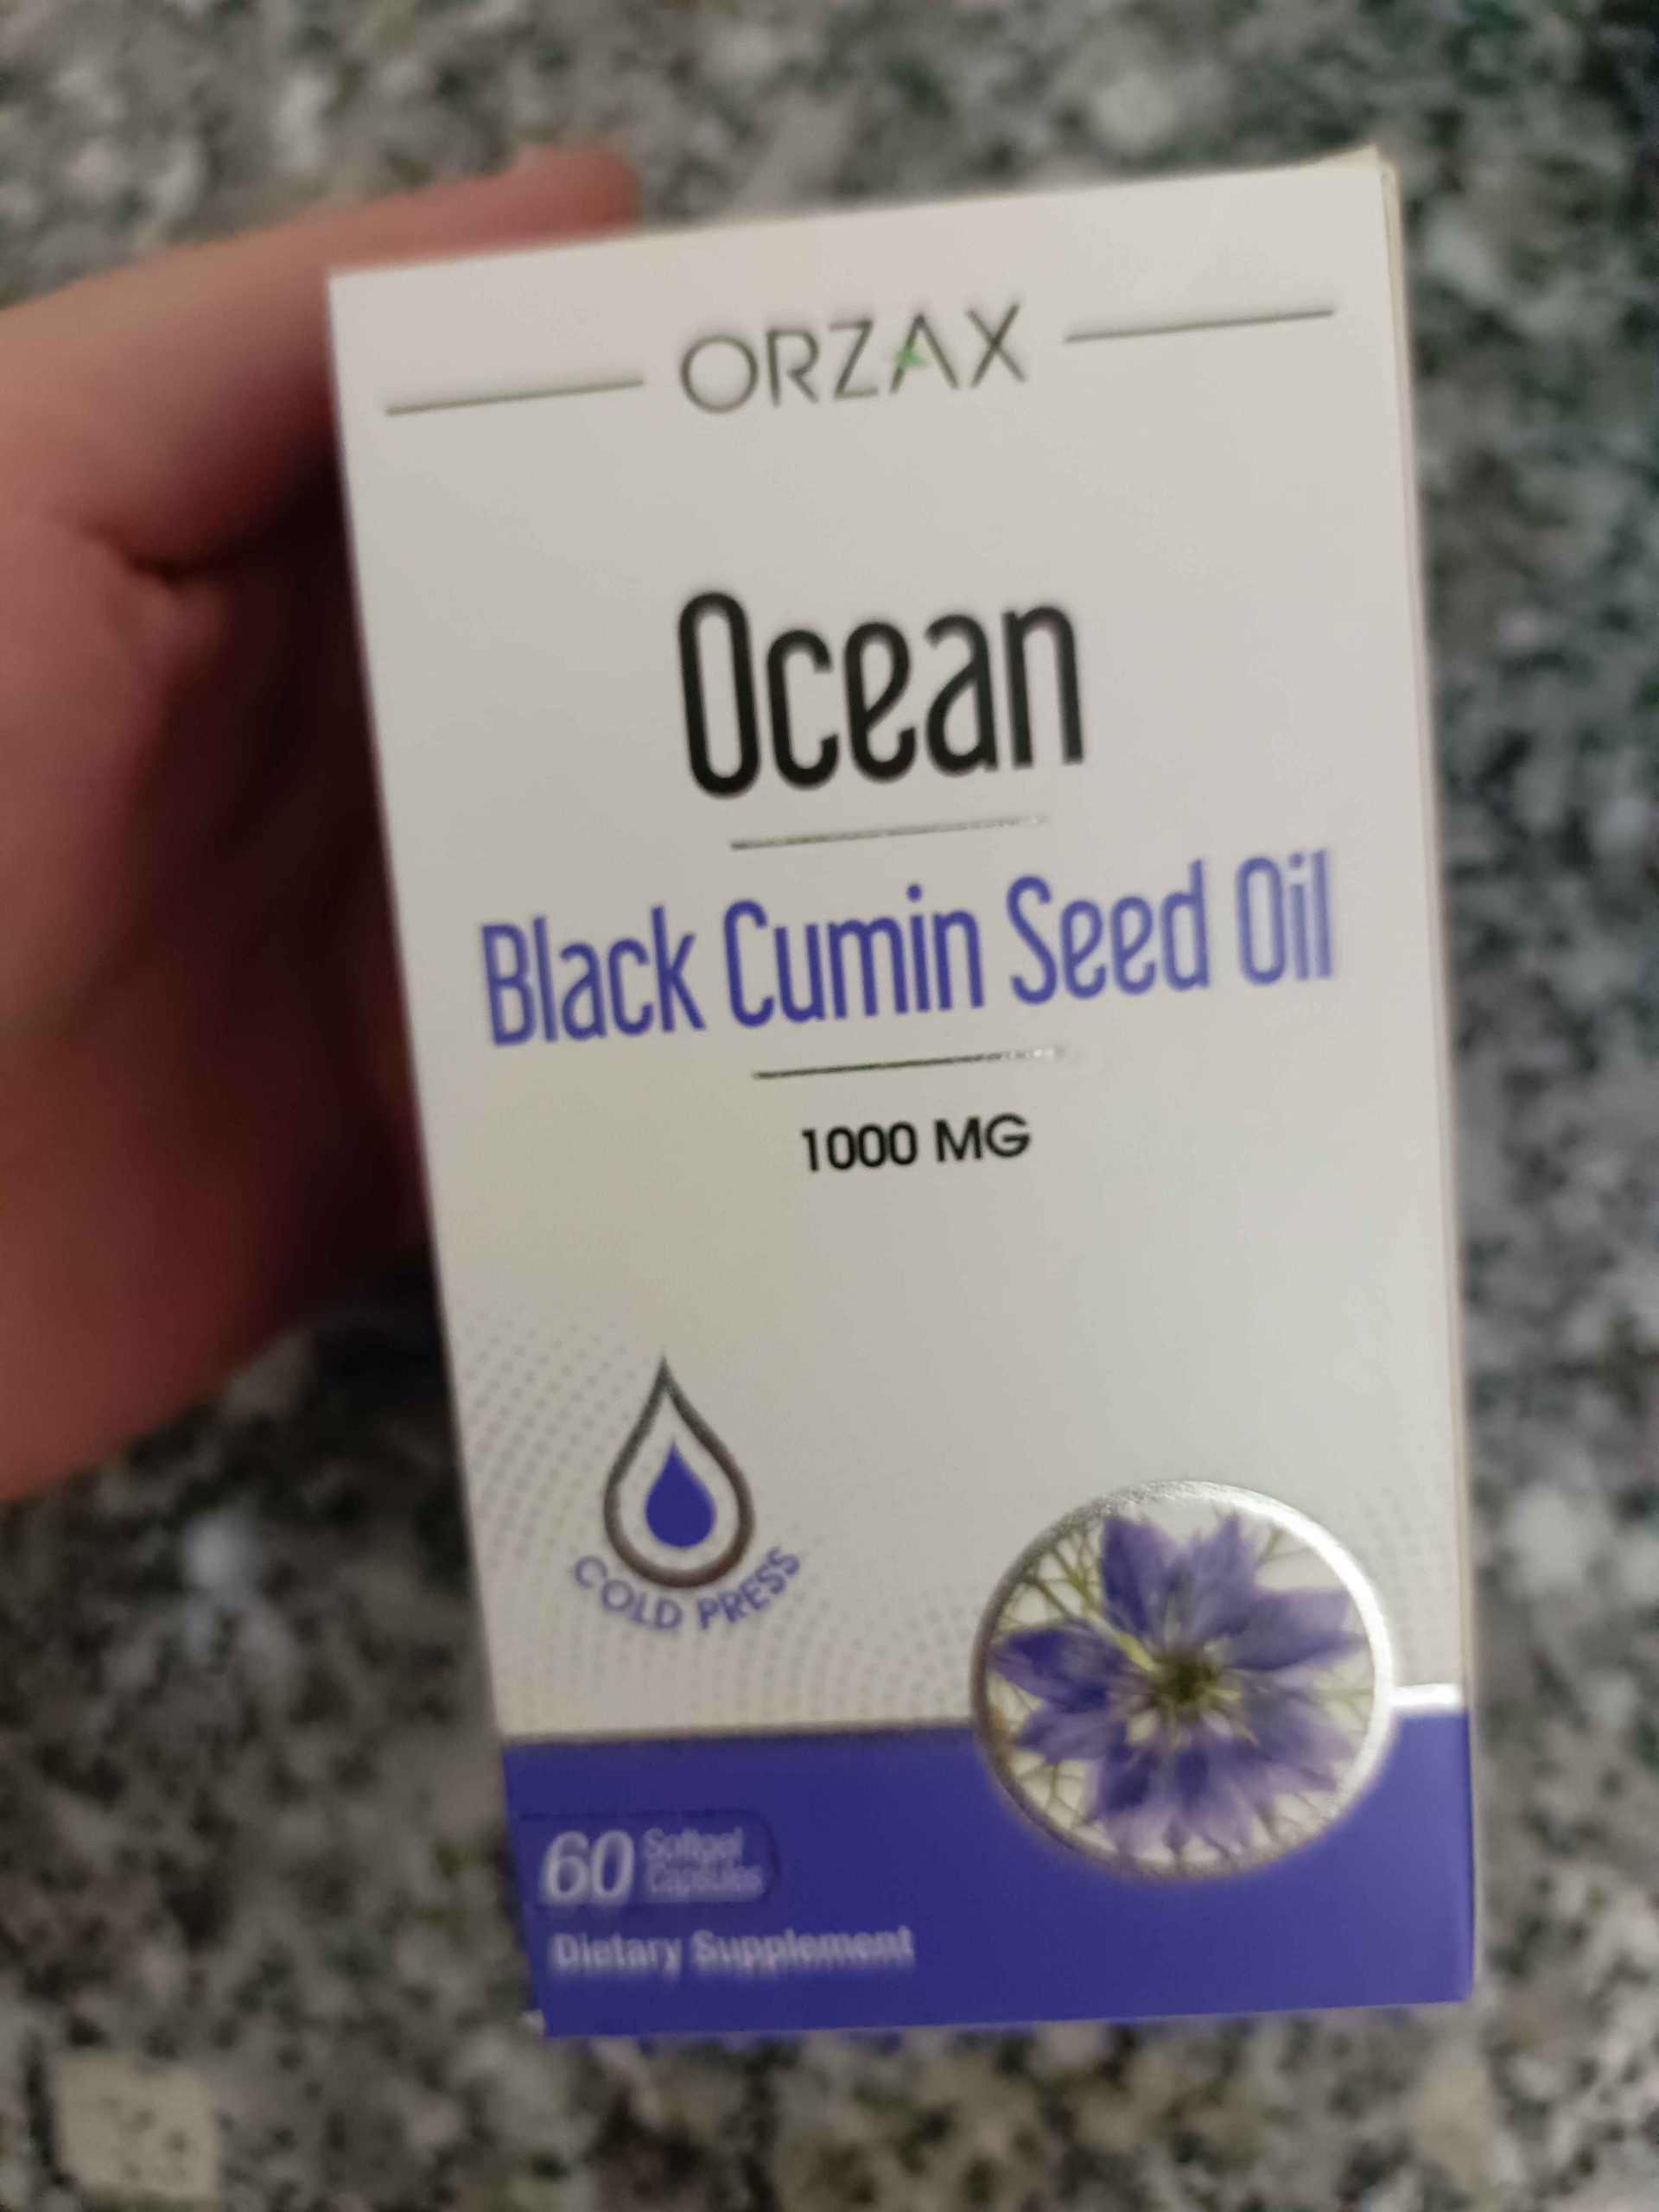 ORZAX
Ocean
Black Cumin Seed Oil
1000 MG
COLD PRESS
60 Softgel
Capsules
Dietary Supplement